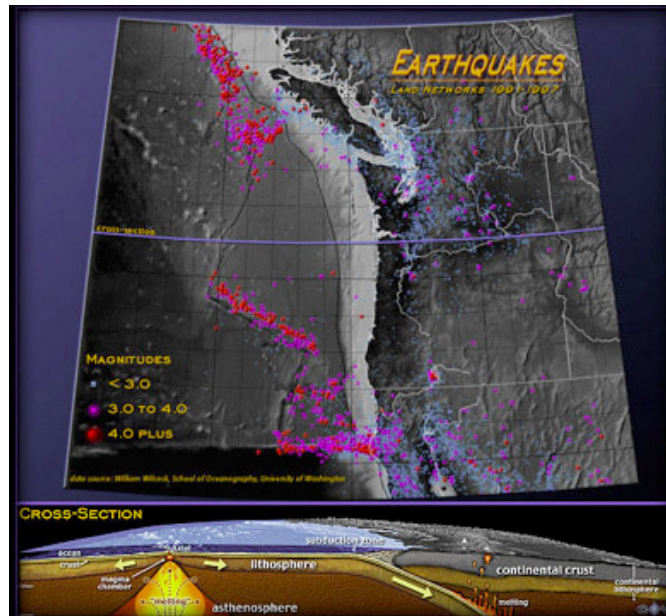 EARTHQUAKES
LAND NETWORKS 1991-1997
cross-section
MAGNITUDES
< 3.0
3.0 TO 4.0
4.0 PLUS
data source: William Wilcock, School of Oceanography, University of Washington
CROSS-SECTION
ocean
crust
magma
chamber
melting
subduction zone
lithosphere
asthenosphere
continental crust
melting
continental
lithosphere